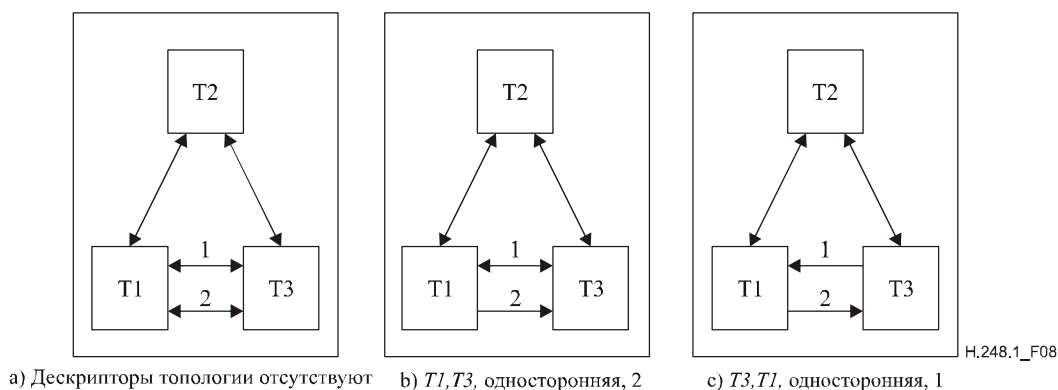 T2
1
T1
T3
2
a) Дескрипторы топологии отсутствуют
T2
1
T1
T3
2
b) T1,T3, односторонняя, 2
T2
1
T1
T3
2
c) T3,T1, односторонняя, 1
H.248.1_F08